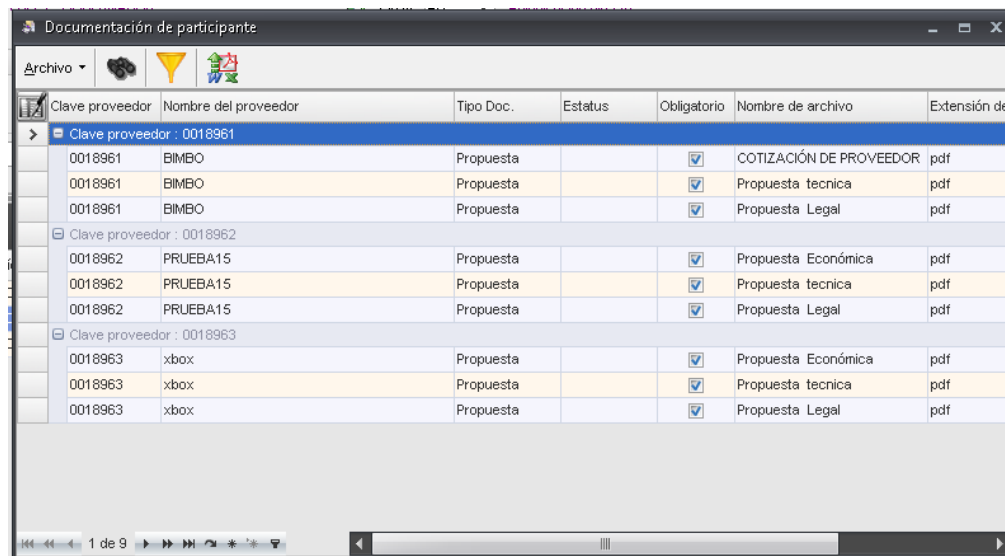 Documentación de participante
Archivo
Clave proveedor Nombre del proveedor Tipo Doc. Estatus Obligatorio Nombre de archivo Extensión de
Clave proveedor : 0018961
0018961 BIMBO Propuesta COTIZACIÓN DE PROVEEDOR pdf
0018961 BIMBO Propuesta Propuesta tecnica pdf
0018961 BIMBO Propuesta Propuesta Legal pdf
Clave proveedor : 0018962
0018962 PRUEBA15 Propuesta Propuesta Económica pdf
0018962 PRUEBA15 Propuesta Propuesta tecnica pdf
0018962 PRUEBA15 Propuesta Propuesta Legal pdf
Clave proveedor : 0018963
0018963 xbox Propuesta Propuesta Económica pdf
0018963 xbox Propuesta Propuesta tecnica pdf
0018963 xbox Propuesta Propuesta Legal pdf
1 de 9